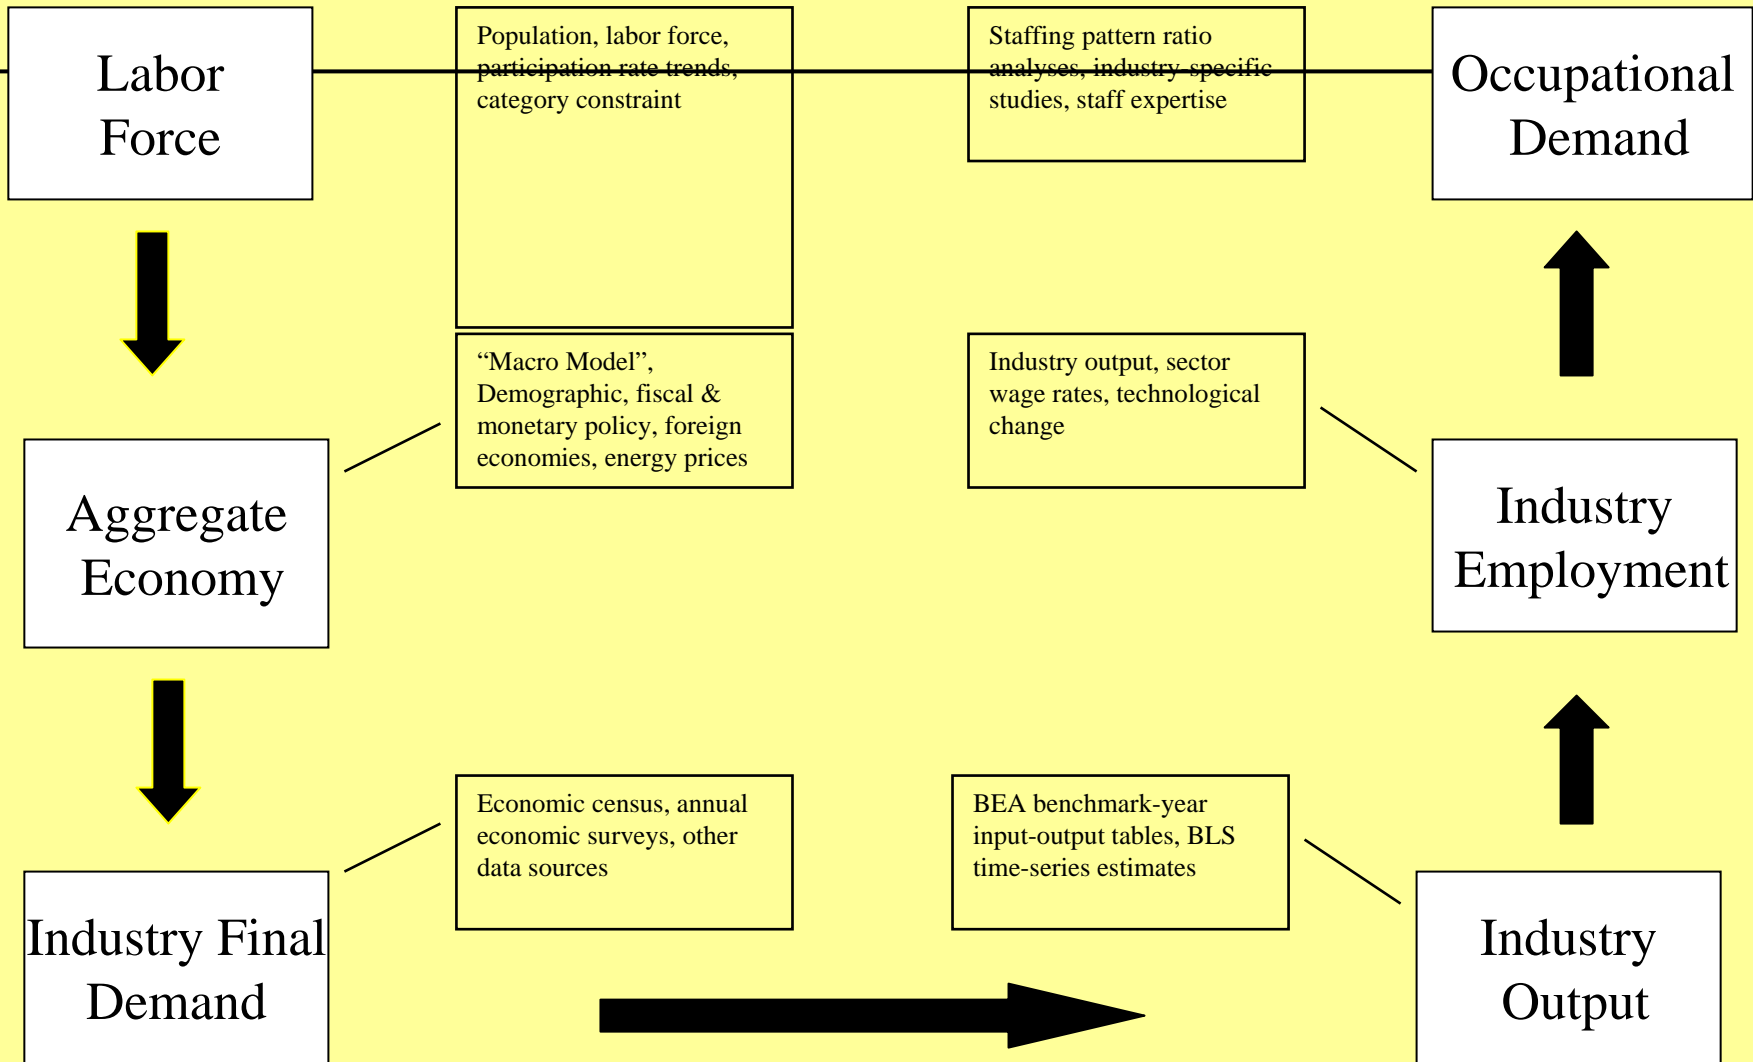 Labor
Force
Population, labor force,
participation rate trends,
category constraint
Staffing pattern ratio
analyses, industry-specific
studies, staff expertise
Occupational
Demand
Aggregate
Economy
“Macro Model”,
Demographic, fiscal &
monetary policy, foreign
economies, energy prices
Industry output, sector
wage rates, technological
change
Industry
Employment
Industry Final
Demand
Economic census, annual
economic surveys, other
data sources
BEA benchmark-year
input-output tables, BLS
time-series estimates
Industry
Output